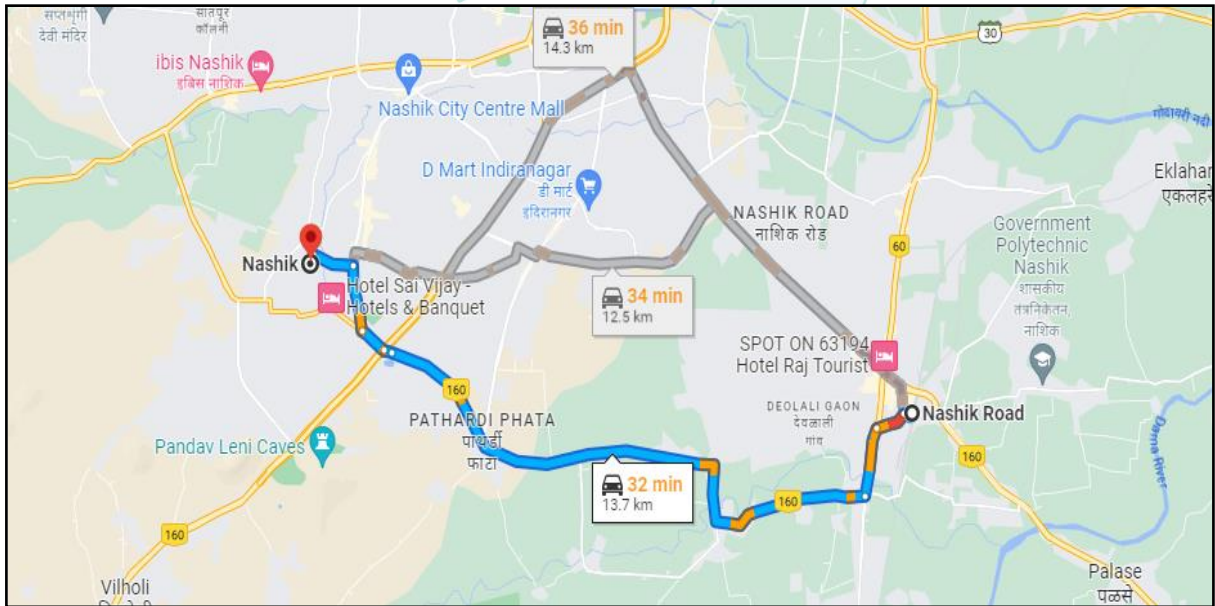 सप्तशृंगी
देवी मंदिर
सातपूर
कॉलनी
36 min
14.3 km
30
ibis Nashik
इबिस नाशिक
Nashik City Centre Mall
गोदावरी नदी
D Mart Indiranagar
डी मार्ट
इंदिरानगर
Eklahar
एकलहरे
NASHIK ROAD
नाशिक रोड
Government
Polytechnic
Nashik
शासकीय
तंत्रनिकेतन,
नाशिक
60
Nashik
Hotel Sai Vijay -
Hotels & Banquet
34 min
12.5 km
SPOT ON 63194
Hotel Raj Tourist
160
DEOLALI GAON
देवळाली
गांव
Nashik Road
PATHARDI PHATA
पाथर्डी
फाटा
Pandav Leni Caves
32 min
13.7 km
160
160
160
Darna River
Vilholi
Palase
पळसे